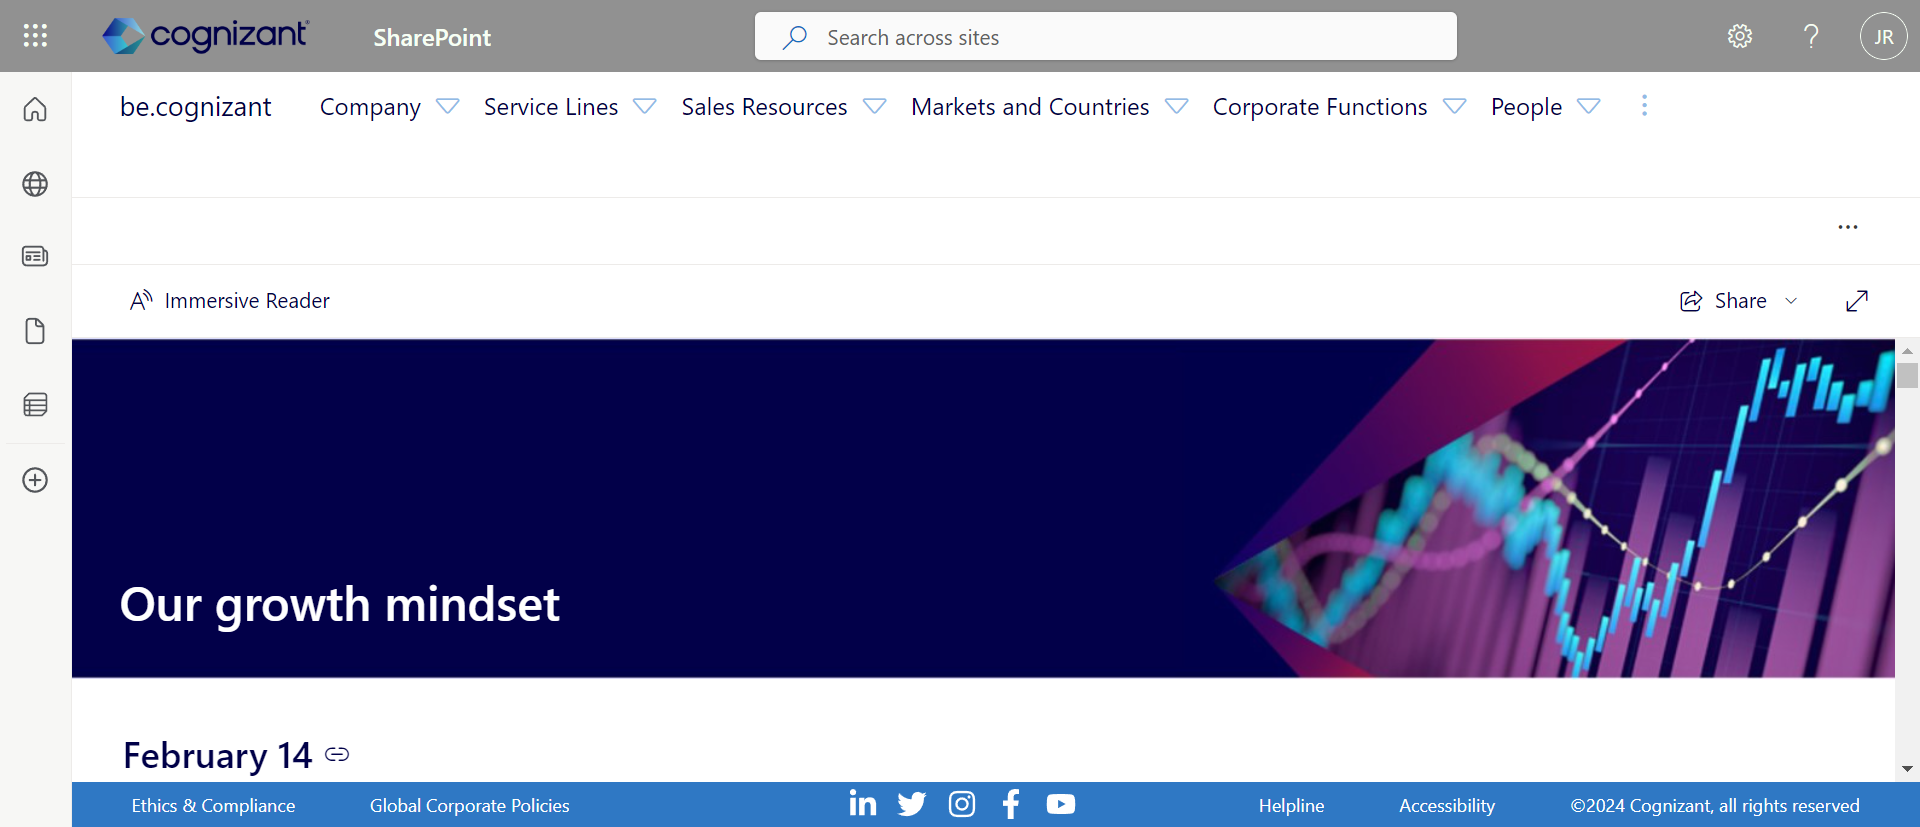 cognizant
SharePoint
Search across sites
JR
be.cognizant
Company
Service Lines
Sales Resources
Markets and Countries
Corporate Functions
People
Immersive Reader
Share
Our growth mindset
February 14
Ethics & Compliance
Global Corporate Policies
Helpline
Accessibility
©2024 Cognizant, all rights reserved